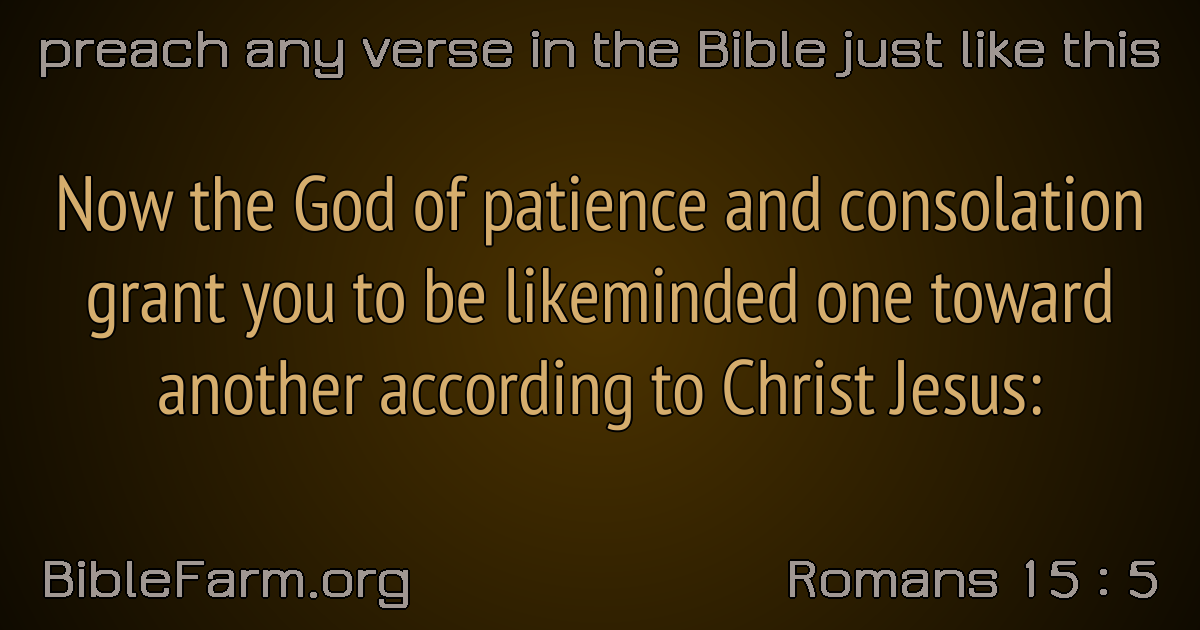 preach any verse in the Bible just like this
Now the God of patience and consolation
grant you to be likeminded one toward
another according to Christ Jesus:
BibleFarm.org
Romans 15 : 5